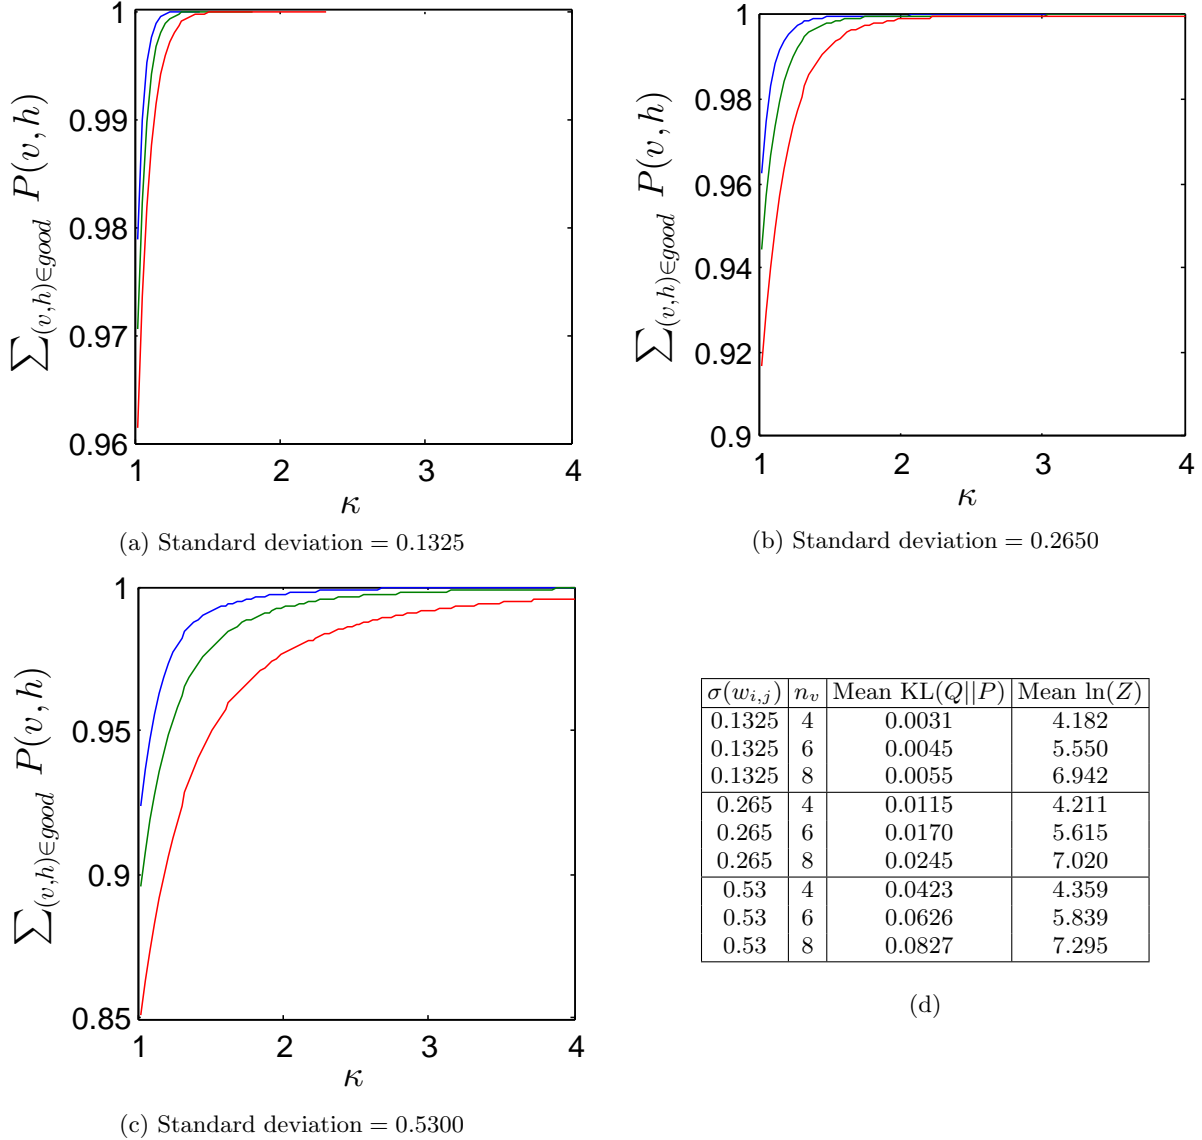 1
0.99
0.98
0.97
0.96
1 2 3 4
κ
∑(v,h)∈good P(v, h)
(a) Standard deviation = 0.1325
1
0.98
0.96
0.94
0.92
0.9
1 2 3 4
κ
∑(v,h)∈good P(v, h)
(b) Standard deviation = 0.2650
1
0.95
0.9
0.85
1 2 3 4
κ
∑(v,h)∈good P(v, h)
(c) Standard deviation = 0.5300
σ(w_{i,j}) n_v Mean KL(Q||P) Mean ln(Z)
0.1325 4 0.0031 4.182
0.1325 6 0.0045 5.550
0.1325 8 0.0055 6.942
0.265 4 0.0115 4.211
0.265 6 0.0170 5.615
0.265 8 0.0245 7.020
0.53 4 0.0423 4.359
0.53 6 0.0626 5.839
0.53 8 0.0827 7.295
(d)